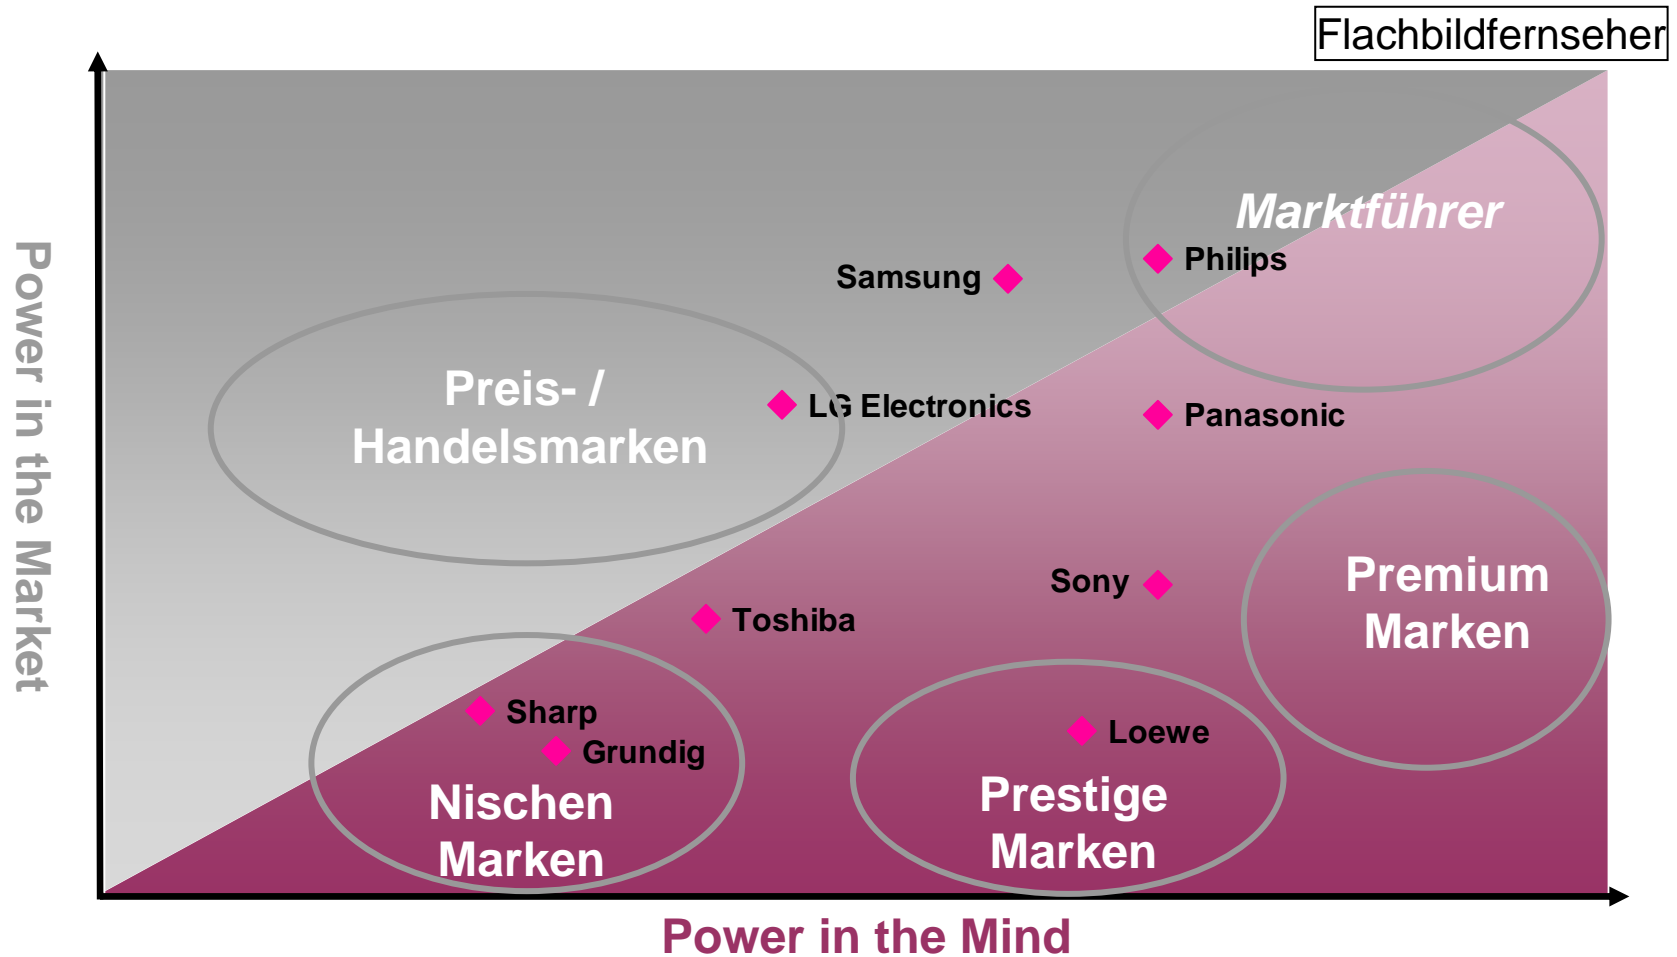 Flachbildfernseher
Power in the Market
Marktführer
Philips
Samsung
Preis- /
Handelsmarken
LG Electronics
Panasonic
Sony
Premium
Marken
Toshiba
Sharp
Grundig
Nischen
Marken
Loewe
Prestige
Marken
Power in the Mind